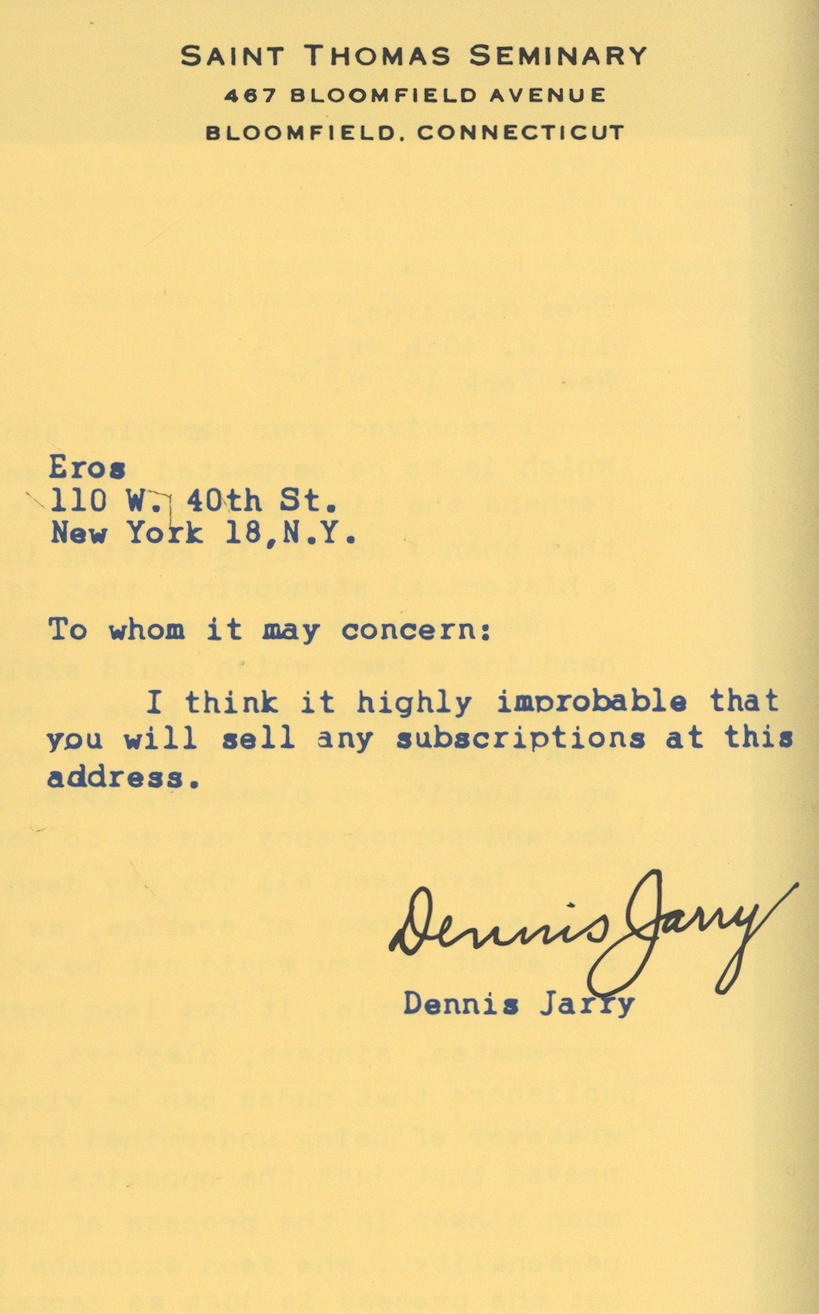 SAINT THOMAS SEMINARY
467 BLOOMFIELD AVENUE
BLOOMFIELD, CONNECTICUT
Eros
110 W. 40th St.
New York 18,N.Y.
To whom it may concern:
I think it highly improbable that
you will sell any subscriptions at this
address.
Dennis Jarry
Dennis Jarry